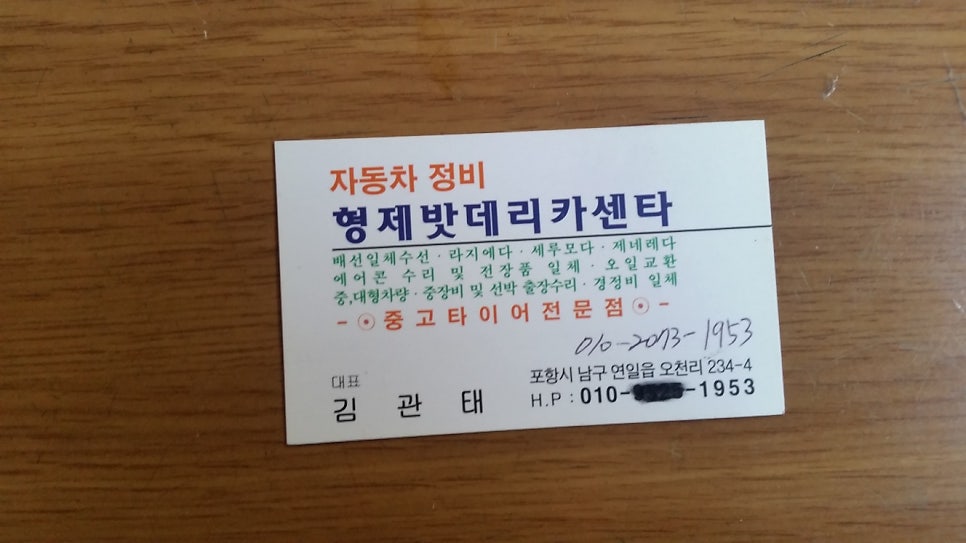 자동차 정비
형제밧데리카센타
배선일체수선 · 라지에다 · 세루모다 · 제네레다
에어콘 수리 및 전장품 일체 · 오일교환
중,대형차량 · 중장비 및 선박 출장수리 · 경정비 일체
- ⊙ 중고타이어전문점 ⊙ -
010-2073-1953
포항시 남구 연일읍 오천리 234-4
대표
김 관 태
H.P : 010- -1953